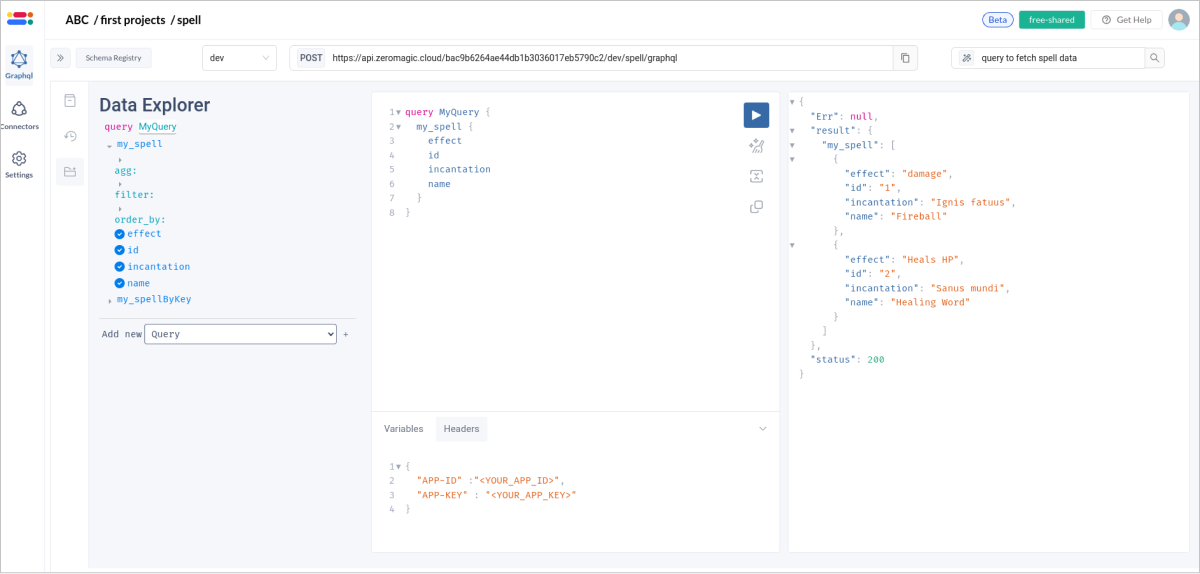 ABC / first projects / spell
Beta
free-shared
Get Help
Graphql
Connectors
Settings
Schema Registry
dev
POST https://api.zeromagic.cloud/bac9b6264ae44db1b3036017eb5790c2/dev/spell/graphql
query to fetch spell data
Data Explorer
query MyQuery
my_spell
agg:
filter:
order_by:
effect
id
incantation
name
my_spellByKey
Add new Query +
1 query MyQuery {
2 my_spell {
3 effect
4 id
5 incantation
6 name
7 }
8 }
Variables Headers
1 {
2 "APP-ID" :"<YOUR_APP_ID>",
3 "APP-KEY" : "<YOUR_APP_KEY>"
4 }
{
"Err": null,
"result": {
"my_spell": [
{
"effect": "damage",
"id": "1",
"incantation": "Ignis fatuus",
"name": "Fireball"
},
{
"effect": "Heals HP",
"id": "2",
"incantation": "Sanus mundi",
"name": "Healing Word"
}
]
},
"status": 200
}